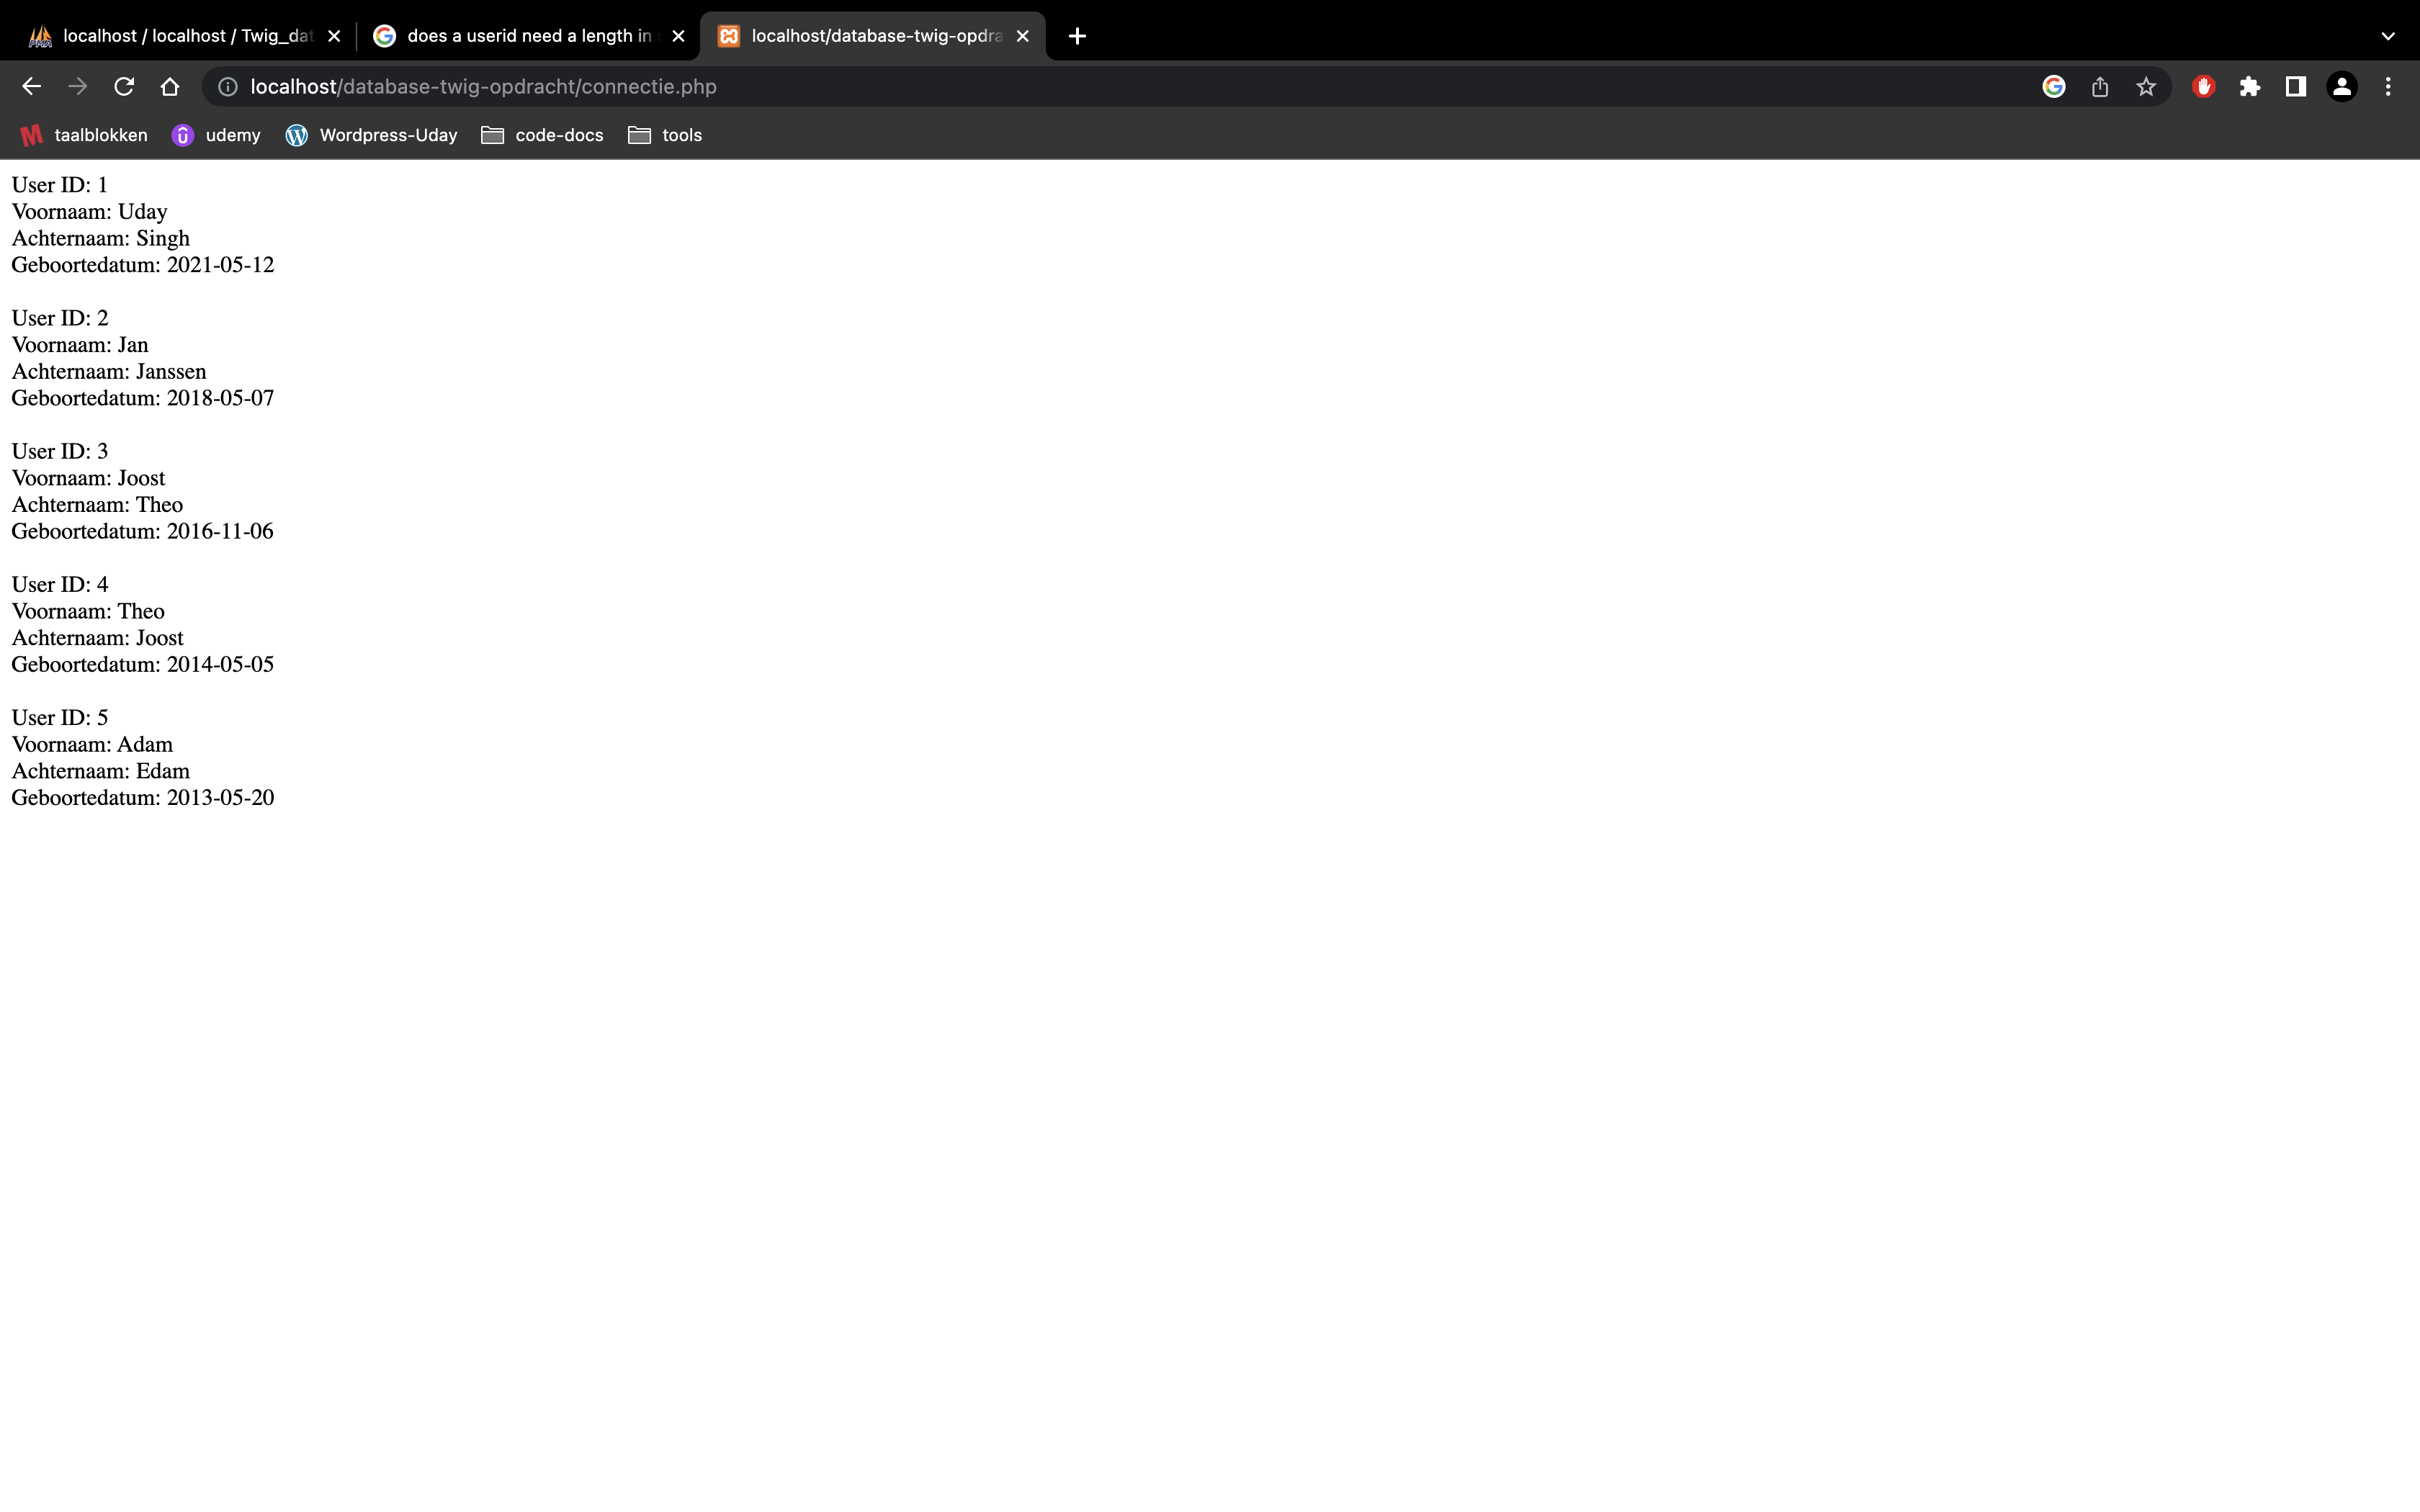 localhost / localhost / Twig_dat
does a userid need a length in
localhost/database-twig-opdra
localhost/database-twig-opdracht/connectie.php
taalblokken udemy Wordpress-Uday code-docs tools
User ID: 1
Voornaam: Uday
Achternaam: Singh
Geboortedatum: 2021-05-12
User ID: 2
Voornaam: Jan
Achternaam: Janssen
Geboortedatum: 2018-05-07
User ID: 3
Voornaam: Joost
Achternaam: Theo
Geboortedatum: 2016-11-06
User ID: 4
Voornaam: Theo
Achternaam: Joost
Geboortedatum: 2014-05-05
User ID: 5
Voornaam: Adam
Achternaam: Edam
Geboortedatum: 2013-05-20